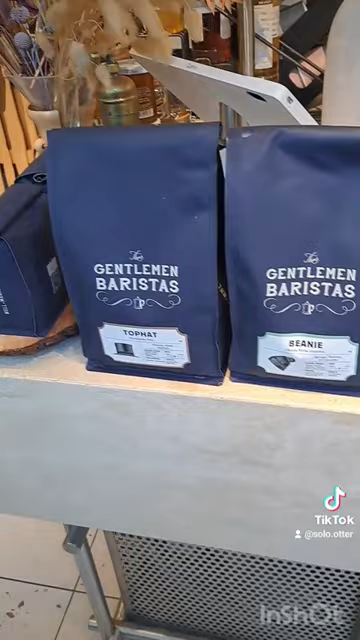 The
GENTLEMEN
BARISTAS
TOPHAT
The
GENTLEMEN
BARISTAS
BEANIE
TikTok
@solo.otter
InShOt